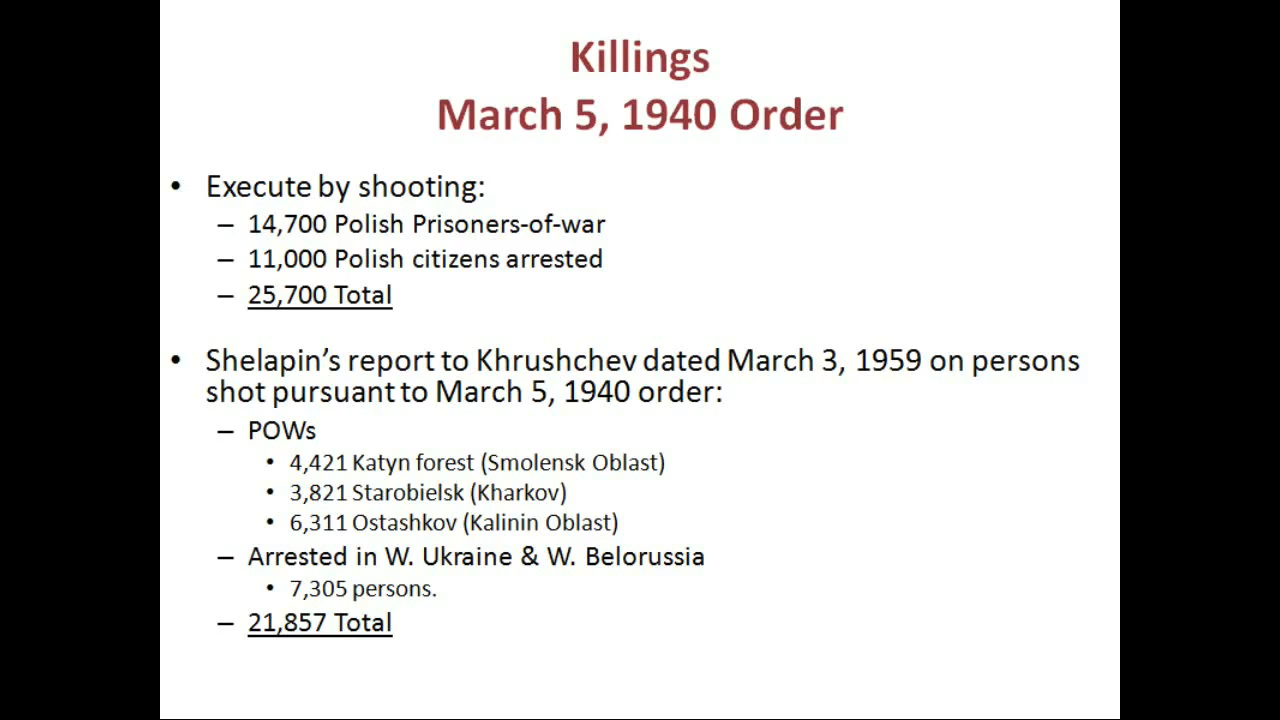 Killings
March 5, 1940 Order
• Execute by shooting:
– 14,700 Polish Prisoners-of-war
– 11,000 Polish citizens arrested
– 25,700 Total
• Shelapin’s report to Khrushchev dated March 3, 1959 on persons
shot pursuant to March 5, 1940 order:
– POWs
• 4,421 Katyn forest (Smolensk Oblast)
• 3,821 Starobielsk (Kharkov)
• 6,311 Ostashkov (Kalinin Oblast)
– Arrested in W. Ukraine & W. Belorussia
• 7,305 persons.
– 21,857 Total